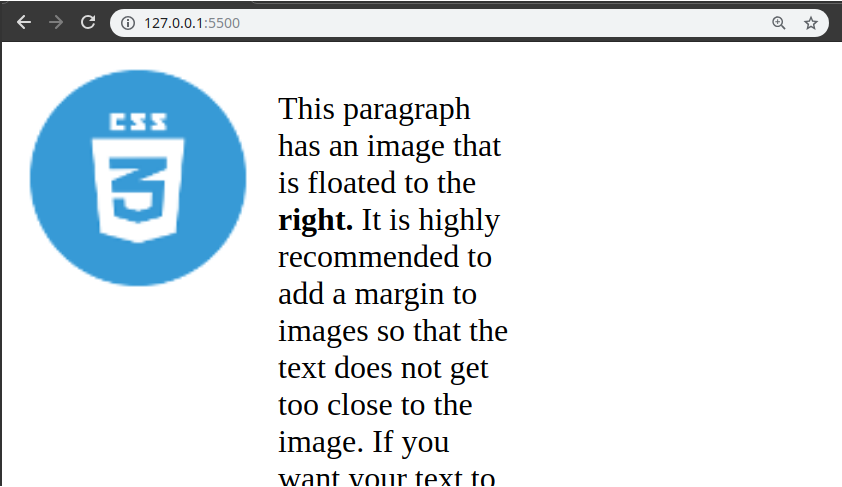 127.0.0.1:5500
CSS
3
This paragraph
has an image that
is floated to the
right. It is highly
recommended to
add a margin to
images so that the
text does not get
too close to the
image. If you
want your text to